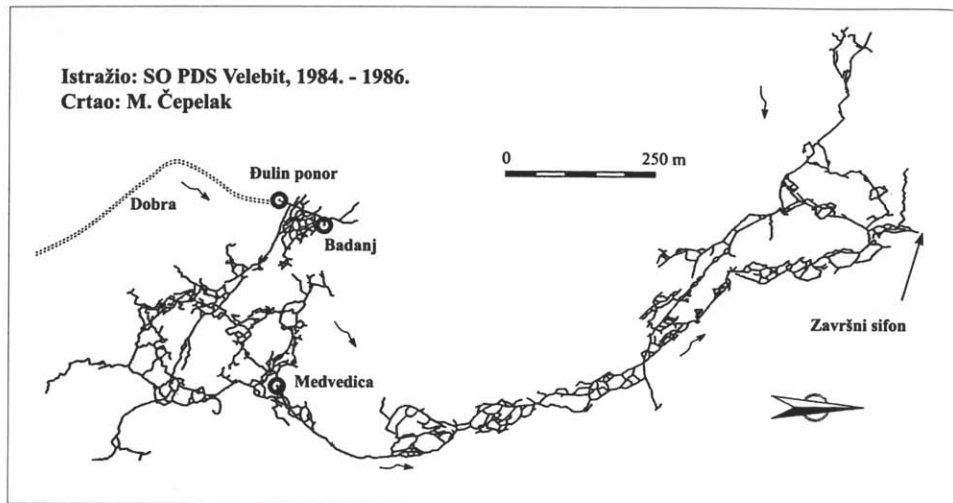 Istražio: SO PDS Velebit, 1984. - 1986.
Crtao: M. Čepelak
0 250 m
Đulin ponor
Dobra
Badanj
Završni sifon
Medvedica